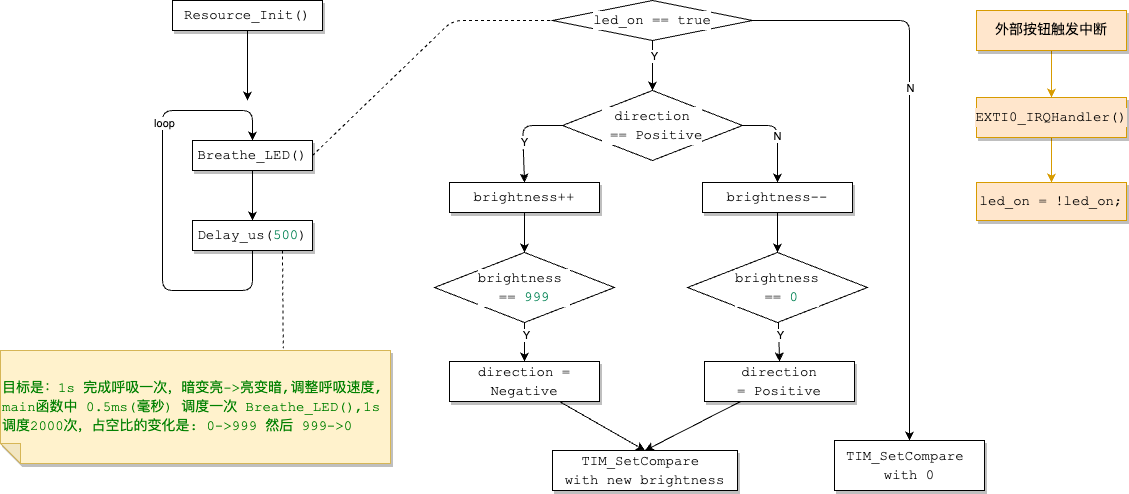 Resource_Init()
loop
Breathe_LED()
Delay_us(500)
目标是：1s 完成呼吸一次，暗变亮->亮变暗,调整呼吸速度,
main函数中 0.5ms(毫秒) 调度一次 Breathe_LED(),1s
调度2000次，占空比的变化是：0->999 然后 999->0
led_on == true
Y
N
direction
== Positive
Y
N
brightness++
brightness--
brightness
== 999
brightness
== 0
Y
Y
direction =
Negative
direction
= Positive
TIM_SetCompare
with new brightness
TIM_SetCompare
with 0
外部按钮触发中断
EXTI0_IRQHandler()
led_on = !led_on;